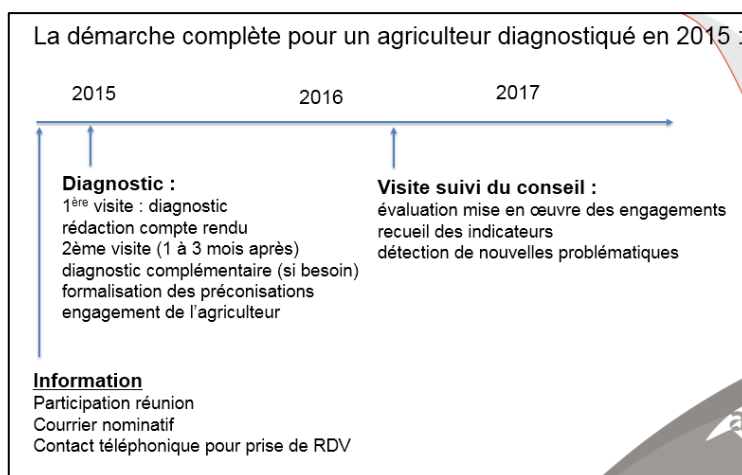 La démarche complète pour un agriculteur diagnostiqué en 2015 :
2015
2016
2017
Diagnostic :
1ère visite : diagnostic
rédaction compte rendu
2ème visite (1 à 3 mois après)
diagnostic complémentaire (si besoin)
formalisation des préconisations
engagement de l'agriculteur
Visite suivi du conseil :
évaluation mise en œuvre des engagements
recueil des indicateurs
détection de nouvelles problématiques
Information
Participation réunion
Courrier nominatif
Contact téléphonique pour prise de RDV